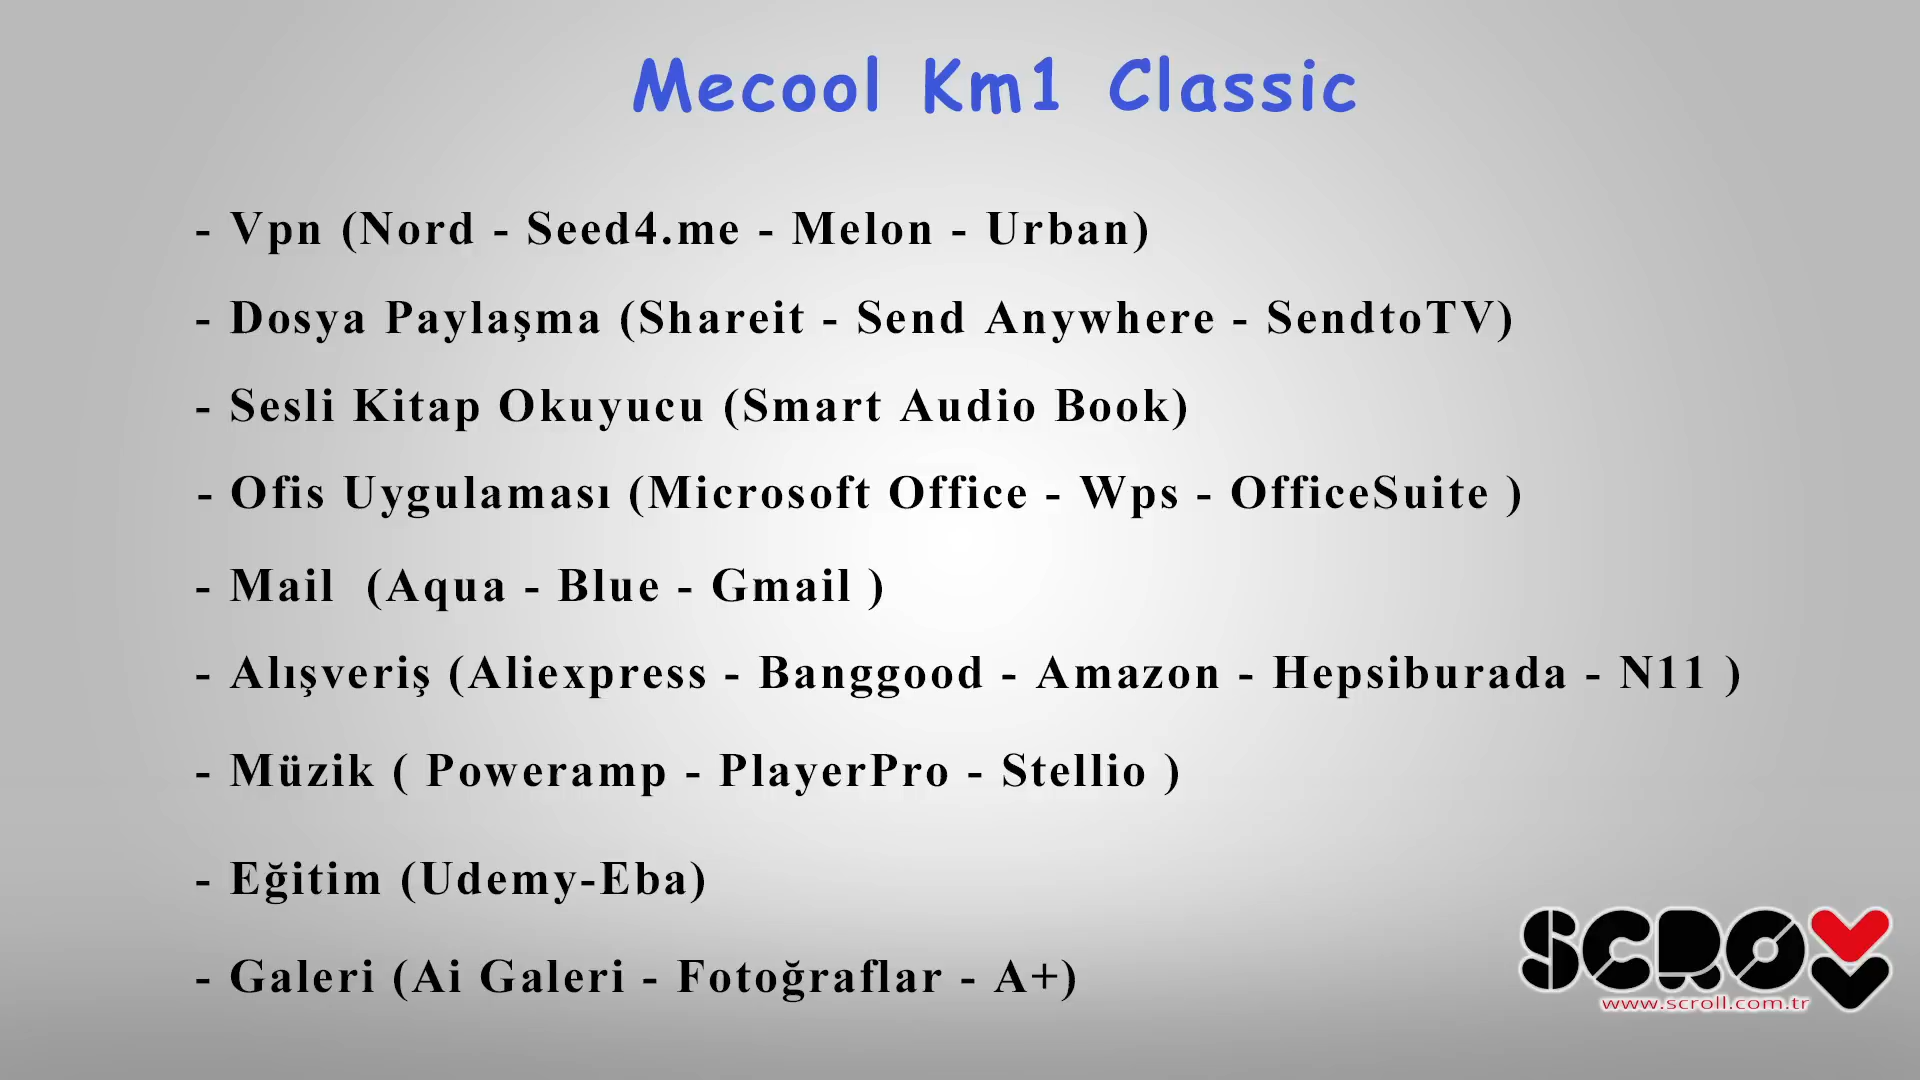 Mecool Km1 Classic
- Vpn (Nord - Seed4.me - Melon - Urban)
- Dosya Paylaşma (Shareit - Send Anywhere - SendtoTV)
- Sesli Kitap Okuyucu (Smart Audio Book)
- Ofis Uygulaması (Microsoft Office - Wps - OfficeSuite )
- Mail  (Aqua - Blue - Gmail )
- Alışveriş (Aliexpress - Banggood - Amazon - Hepsiburada - N11 )
- Müzik ( Poweramp - PlayerPro - Stellio )
- Eğitim (Udemy-Eba)
- Galeri (Ai Galeri - Fotoğraflar - A+)
SCRO
www.scroll.com.tr